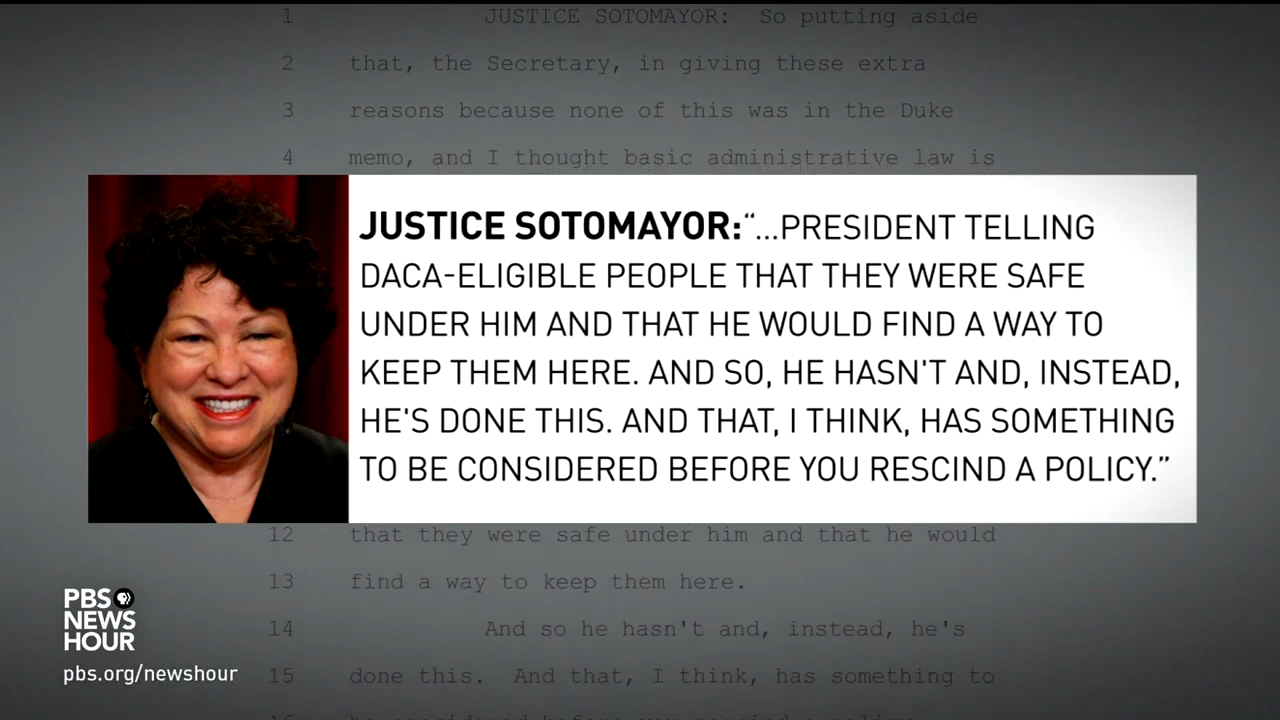 1 JUSTICE SOTOMAYOR: So putting aside
2 that, the Secretary, in giving these extra
3 reasons because none of this was in the Duke
4 memo, and I thought basic administrative law is
JUSTICE SOTOMAYOR:“...PRESIDENT TELLING
DACA-ELIGIBLE PEOPLE THAT THEY WERE SAFE
UNDER HIM AND THAT HE WOULD FIND A WAY TO
KEEP THEM HERE. AND SO, HE HASN'T AND, INSTEAD,
HE'S DONE THIS. AND THAT, I THINK, HAS SOMETHING
TO BE CONSIDERED BEFORE YOU RESCIND A POLICY.”
12 that they were safe under him and that he would
13 find a way to keep them here.
14 And so he hasn't and, instead, he's
15 done this. And that, I think, has something to
PBS
NEWS
HOUR
pbs.org/newshour